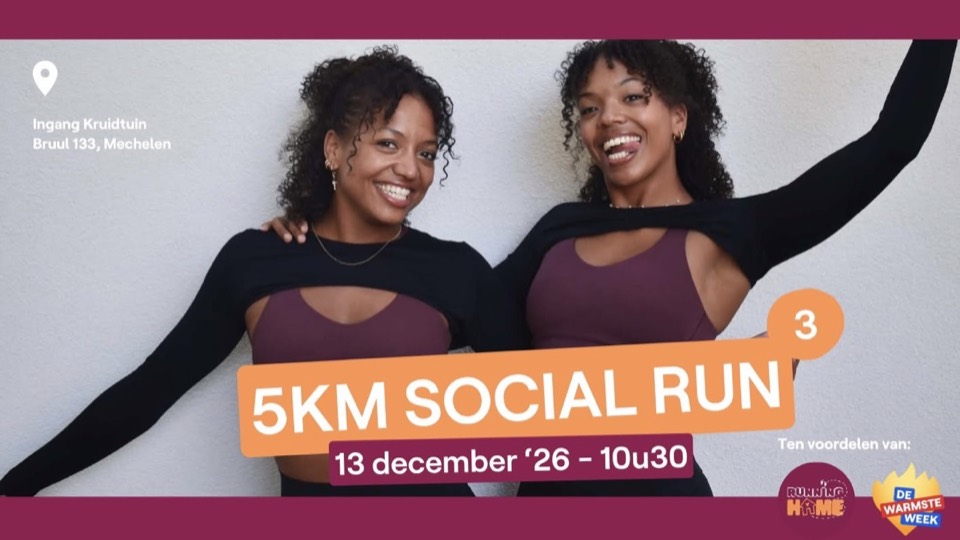 Ingang Kruidtuin
Bruul 133, Mechelen
3
5KM SOCIAL RUN
13 december ‘26 - 10u30
Ten voordelen van:
RUNNING
HOME
DE
WARMSTE
WEEK